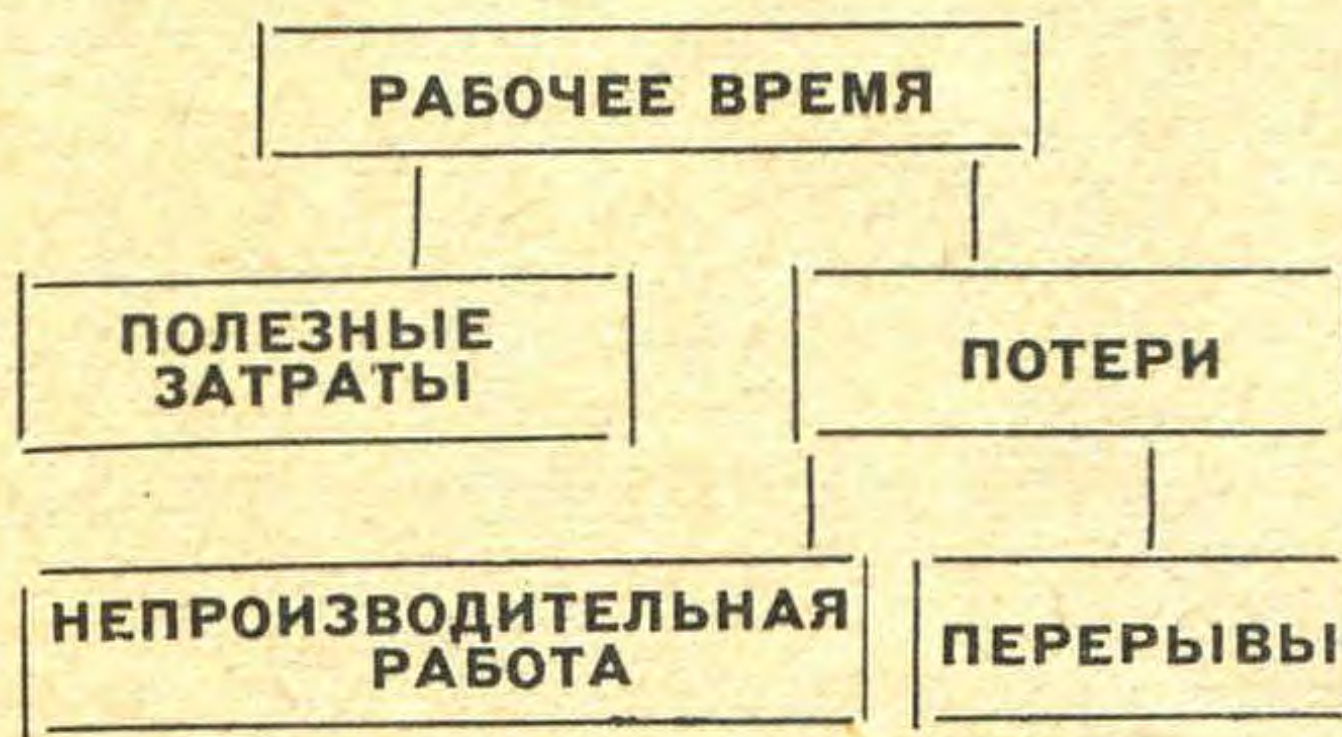 РАБОЧЕЕ ВРЕМЯ
ПОЛЕЗНЫЕ
ЗАТРАТЫ
ПОТЕРИ
НЕПРОИЗВОДИТЕЛЬНАЯ
РАБОТА
ПЕРЕРЫВЫ